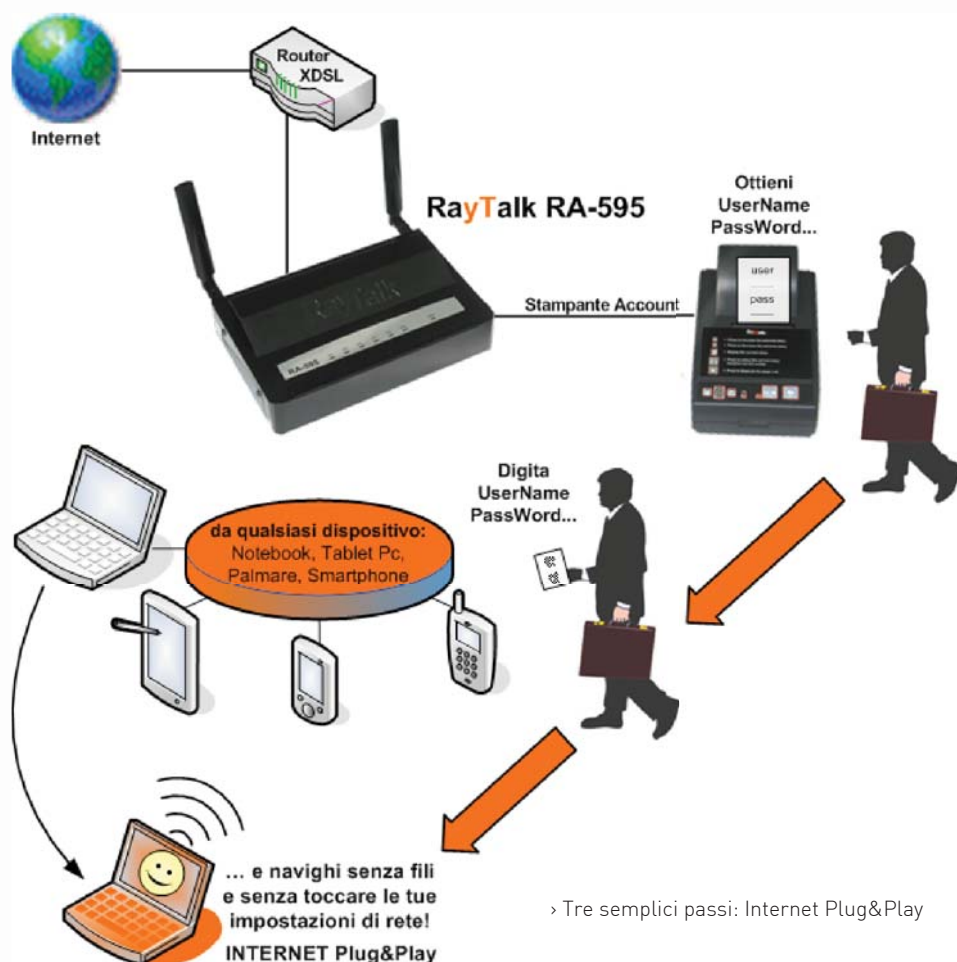 Router
XDSL
Internet
RayTalk RA-595
Ottieni
UserName
PassWord...
user
pass
Stampante Account
RayTalk
RA-595
Digita
UserName
PassWord...
da qualsiasi dispositivo:
Notebook, Tablet Pc,
Palmare, Smartphone
... e navighi senza fili
e senza toccare le tue
impostazioni di rete!
INTERNET Plug&Play
› Tre semplici passi: Internet Plug&Play